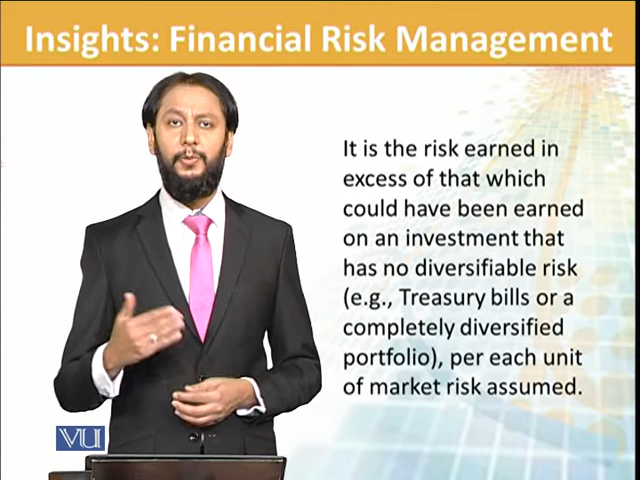 Insights: Financial Risk Management
It is the risk earned in
excess of that which
could have been earned
on an investment that
has no diversifiable risk
(e.g., Treasury bills or a
completely diversified
portfolio), per each unit
of market risk assumed.
VU